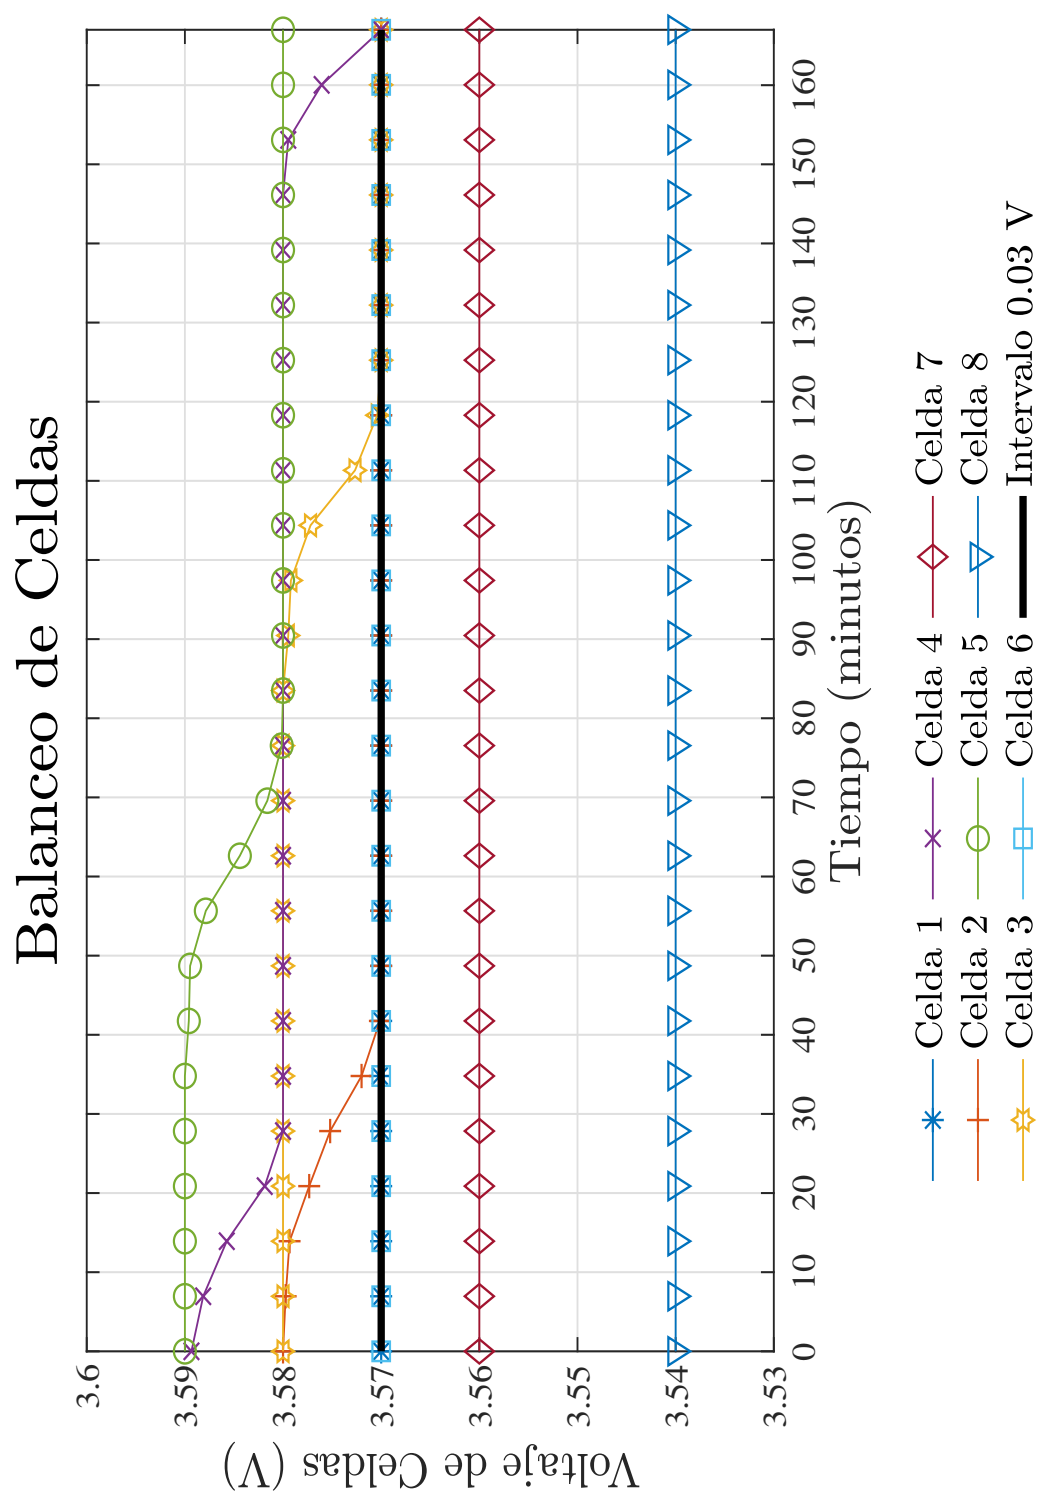 Balanceo de Celdas
Voltaje de Celdas (V)
3.6
3.59
3.58
3.57
3.56
3.55
3.54
3.53
0 10 20 30 40 50 60 70 80 90 100 110 120 130 140 150 160
Tiempo (minutos)
Celda 1 Celda 4 Celda 7
Celda 2 Celda 5 Celda 8
Celda 3 Celda 6 Intervalo 0.03 V